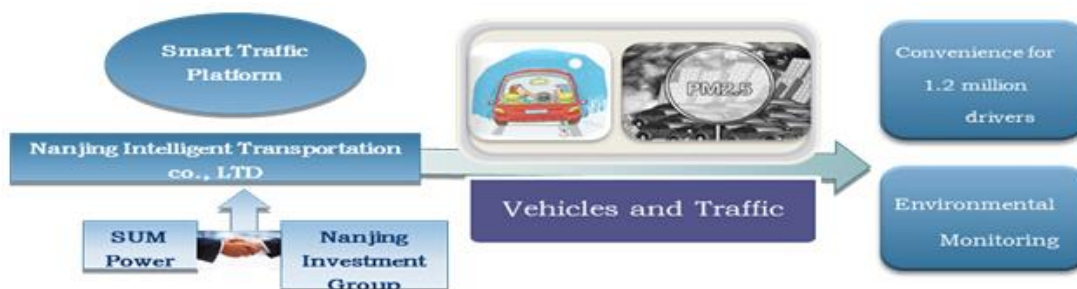 Smart Traffic
Platform
Nanjing Intelligent Transportation
co., LTD
SUM
Power
Nanjing
Investment
Group
PM2.5
Vehicles and Traffic
Convenience for
1.2 million
drivers
Environmental
Monitoring